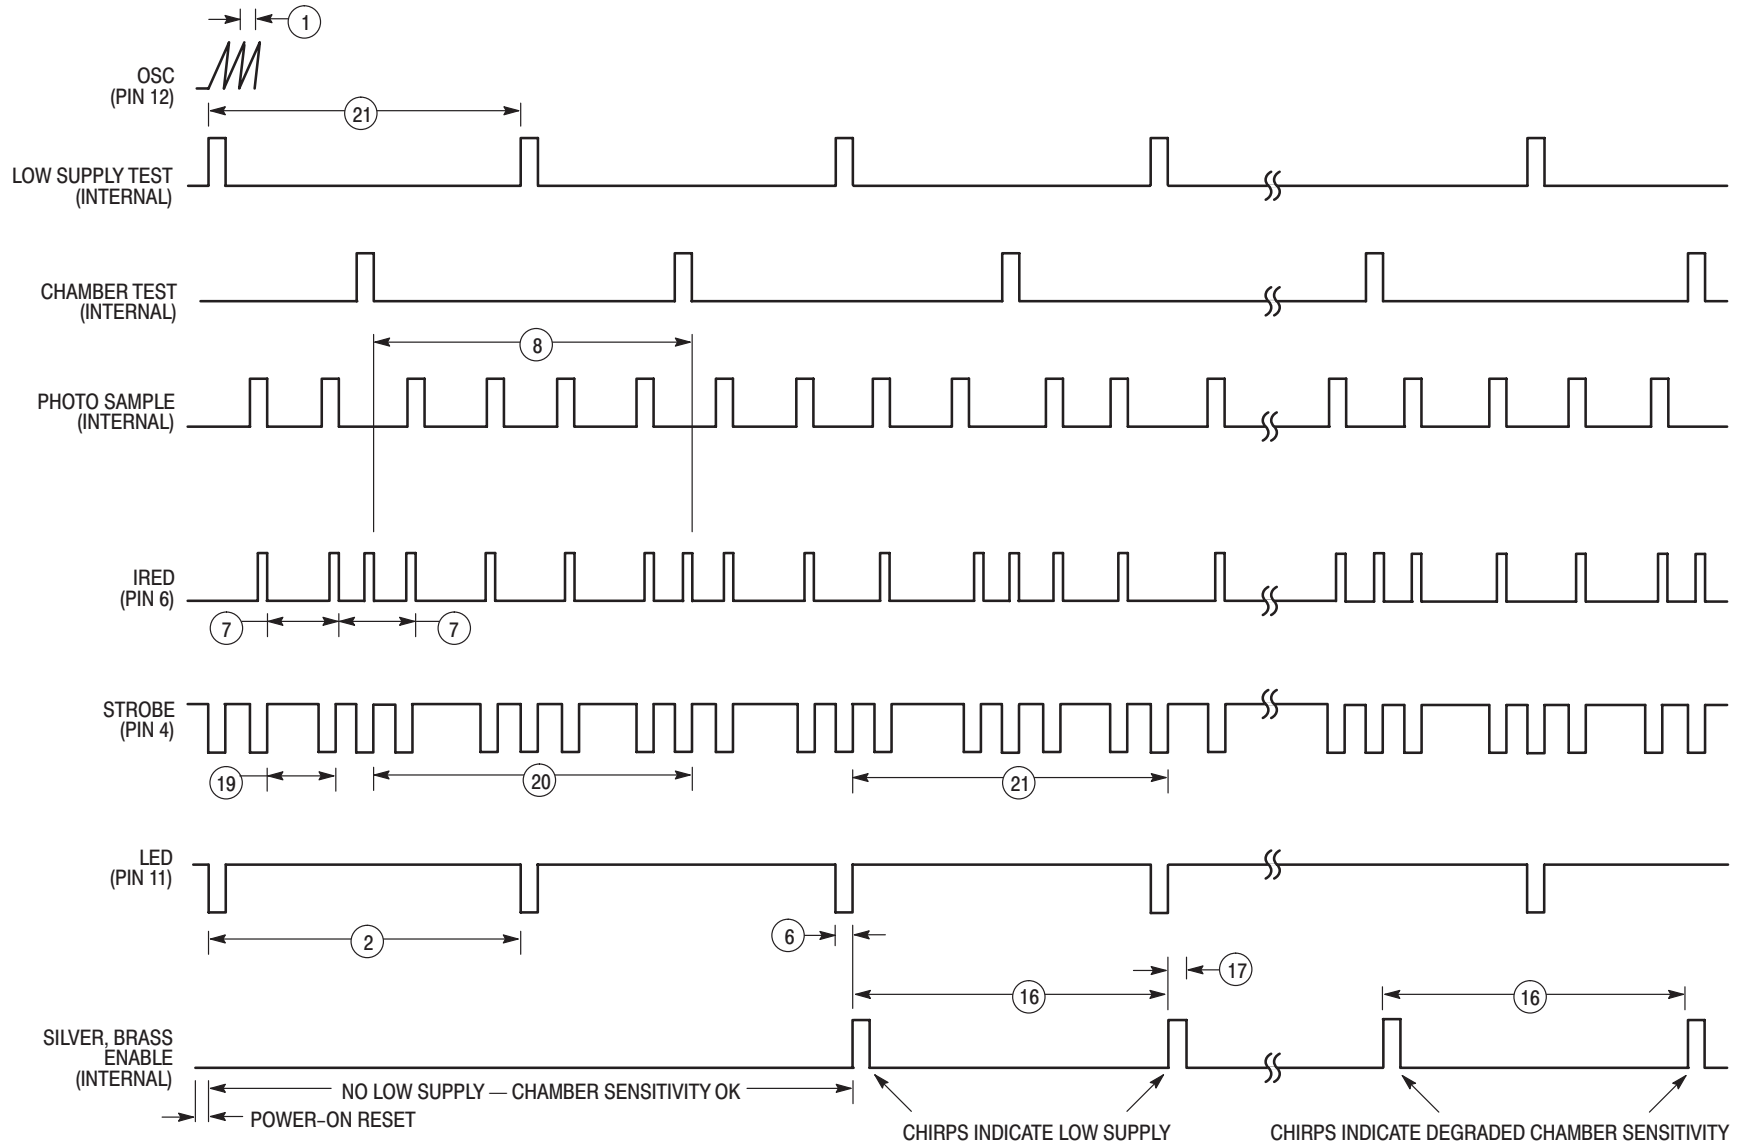 1
OSC
(PIN 12)
21
LOW SUPPLY TEST
(INTERNAL)
CHAMBER TEST
(INTERNAL)
8
PHOTO SAMPLE
(INTERNAL)
IRED
(PIN 6)
7
7
STROBE
(PIN 4)
19
20
21
LED
(PIN 11)
2
6
17
16
16
SILVER, BRASS
ENABLE
(INTERNAL)
NO LOW SUPPLY — CHAMBER SENSITIVITY OK
POWER–ON RESET
CHIRPS INDICATE LOW SUPPLY
CHIRPS INDICATE DEGRADED CHAMBER SENSITIVITY